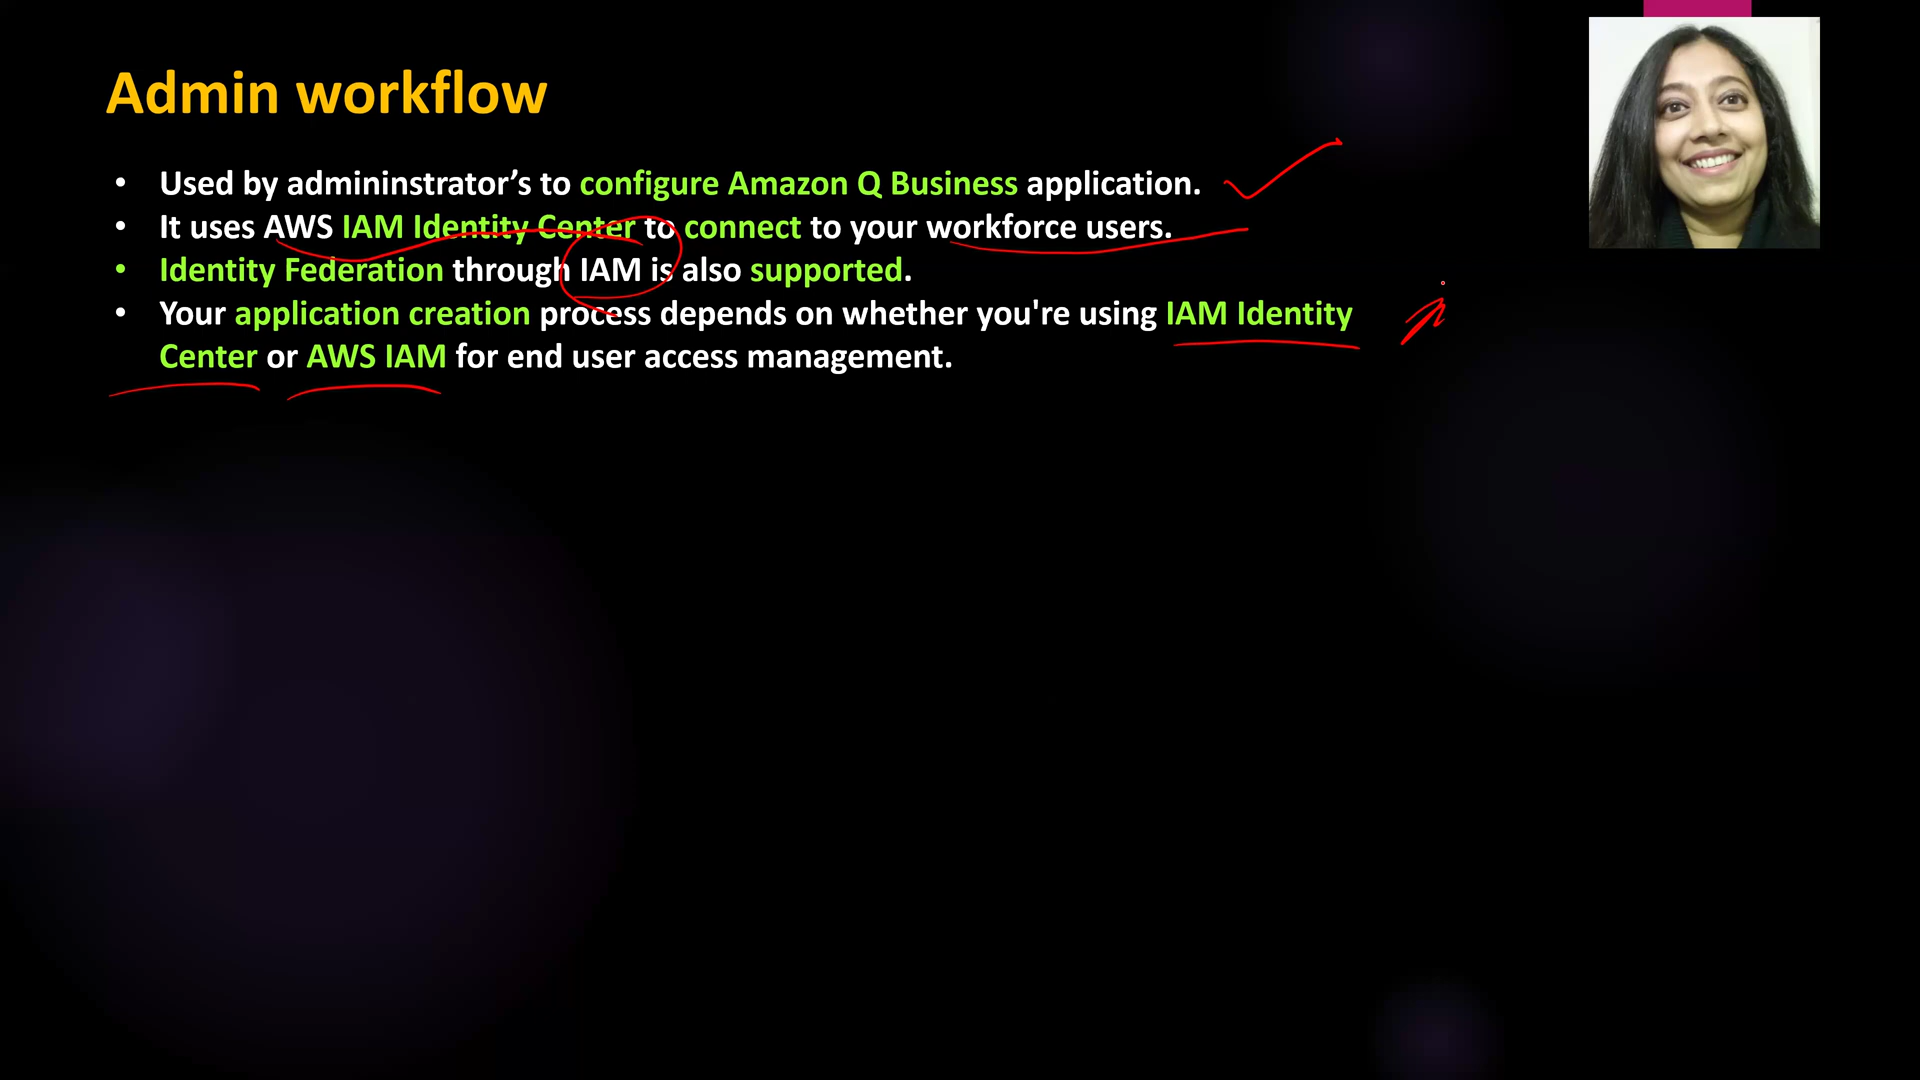 Admin workflow
• Used by admininstrator’s to configure Amazon Q Business application.
• It uses AWS IAM Identity Center to connect to your workforce users.
• Identity Federation through IAM is also supported.
• Your application creation process depends on whether you're using IAM Identity
Center or AWS IAM for end user access management.